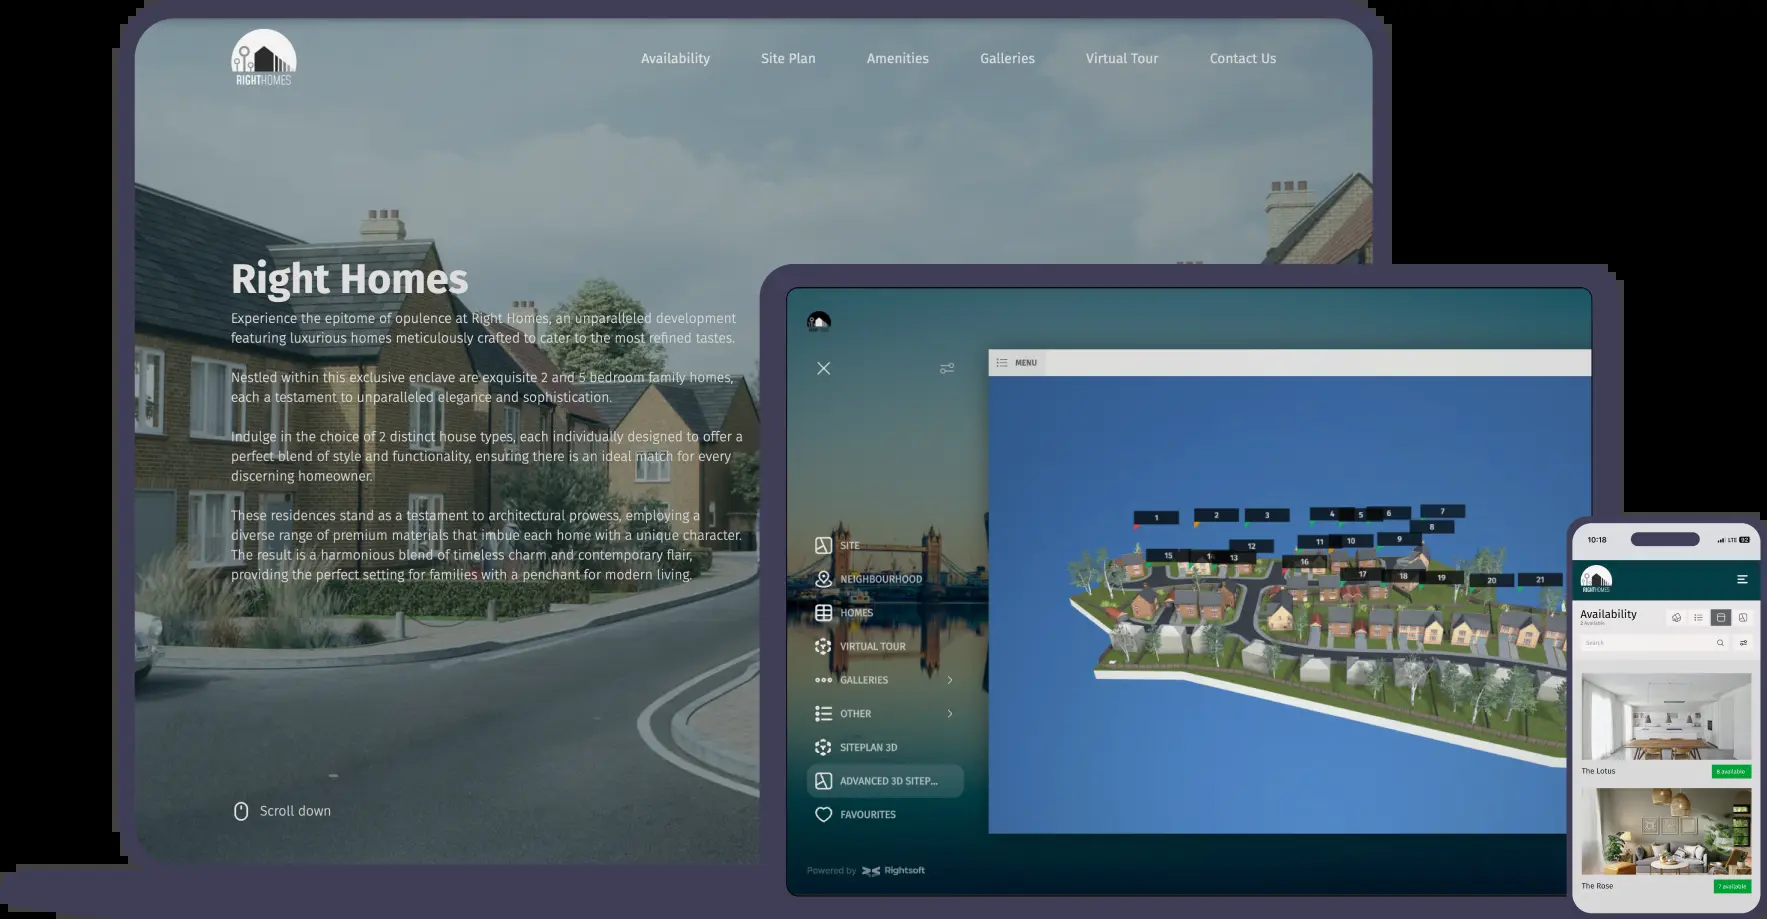 RIGHTHOMES
Availability
Site Plan
Amenities
Galleries
Virtual Tour
Contact Us
Right Homes
Experience the epitome of opulence at Right Homes, an unparalleled development
featuring luxurious homes meticulously crafted to cater to the most refined tastes.
Nestled within this exclusive enclave are exquisite 2 and 5 bedroom family homes,
each a testament to unparalleled elegance and sophistication.
Indulge in the choice of 2 distinct house types, each individually designed to offer a
perfect blend of style and functionality, ensuring there is an ideal match for every
discerning homeowner.
These residences stand as a testament to architectural prowess, employing a
diverse range of premium materials that imbue each home with a unique character.
The result is a harmonious blend of timeless charm and contemporary flair,
providing the perfect setting for families with a penchant for modern living.
Scroll down
SITE
NEIGHBOURHOOD
HOMES
VIRTUAL TOUR
GALLERIES
OTHER
SITEPLAN 3D
ADVANCED 3D SITEP...
FAVOURITES
Powered by Rightsoft
MENU
1
2
3
4
5
6
7
8
9
10
11
12
13
15
16
17
18
19
20
21
10:18
LTE 92
RIGHTHOMES
Availability
2 Available
Search
The Lotus
8 available
The Rose
7 available